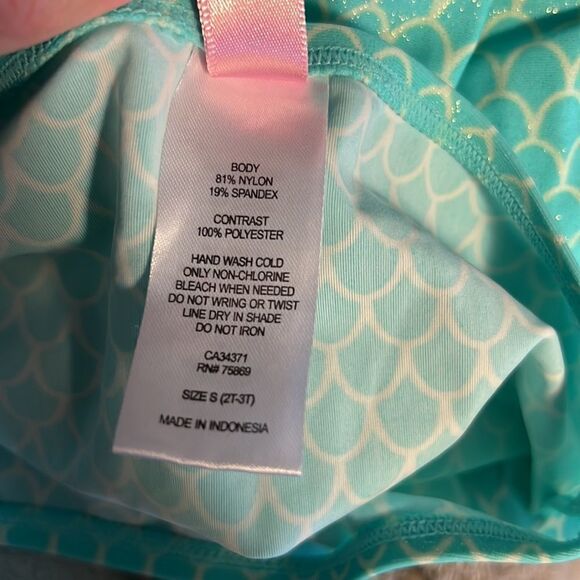 BODY
81% NYLON
19% SPANDEX
CONTRAST
100% POLYESTER
HAND WASH COLD
ONLY NON-CHLORINE
BLEACH WHEN NEEDED
DO NOT WRING OR TWIST
LINE DRY IN SHADE
DO NOT IRON
CA34371
RN# 75869
SIZE S (2T-3T)
MADE IN INDONESIA